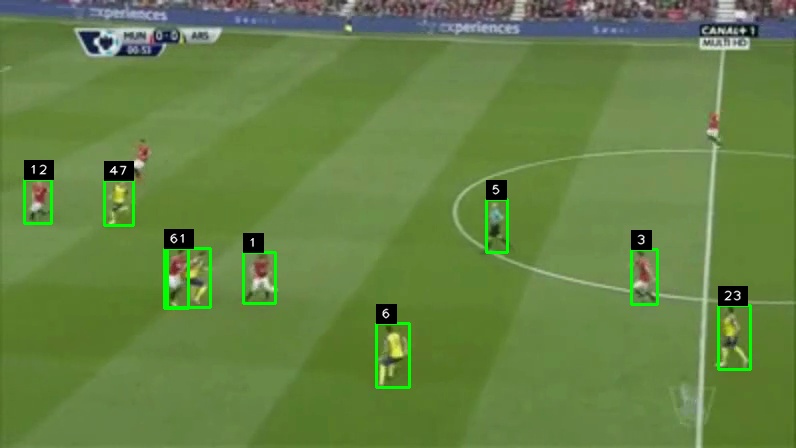 experiences
experiences
CANAL+ 1
MULTI HD
MUN 0 0 ARS
00:53
12
47
5
61
1
3
23
6